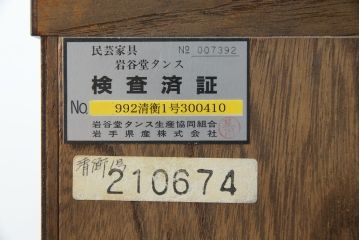 民芸家具 № 007392
岩谷堂タンス
検査済証
No. 992清衡1号300410
岩谷堂タンス生産協同組合
岩手県産株式会社
清衡1号
210674